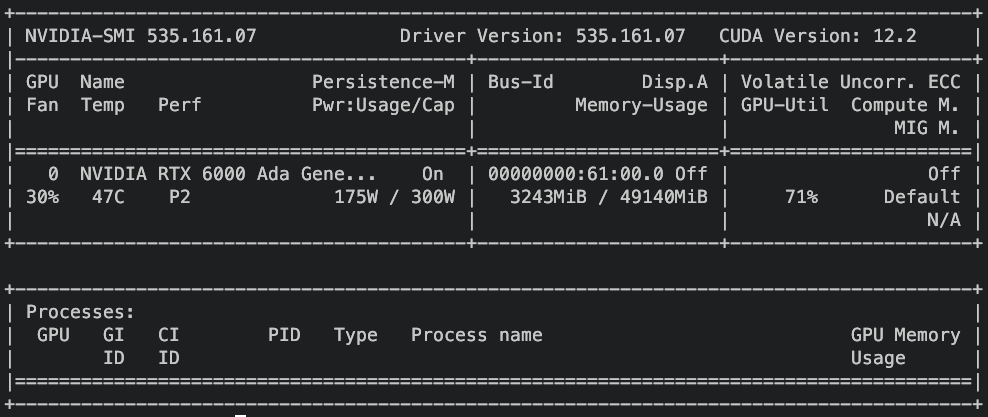 +---------------------------------------------------------------------------------------+
| NVIDIA-SMI 535.161.07             Driver Version: 535.161.07   CUDA Version: 12.2     |
|-----------------------------------------+----------------------+----------------------+
| GPU  Name                 Persistence-M | Bus-Id        Disp.A | Volatile Uncorr. ECC |
| Fan  Temp   Perf          Pwr:Usage/Cap |         Memory-Usage | GPU-Util  Compute M. |
|                                         |                      |               MIG M. |
|=========================================+======================+======================|
|   0  NVIDIA RTX 6000 Ada Gene...    On  | 00000000:61:00.0 Off |                  Off |
| 30%   47C    P2             175W / 300W |   3243MiB / 49140MiB |     71%      Default |
|                                         |                      |                  N/A |
+-----------------------------------------+----------------------+----------------------+

+---------------------------------------------------------------------------------------+
| Processes:                                                                            |
|  GPU   GI   CI        PID   Type   Process name                            GPU Memory |
|        ID   ID                                                             Usage      |
|=======================================================================================|
+---------------------------------------------------------------------------------------+